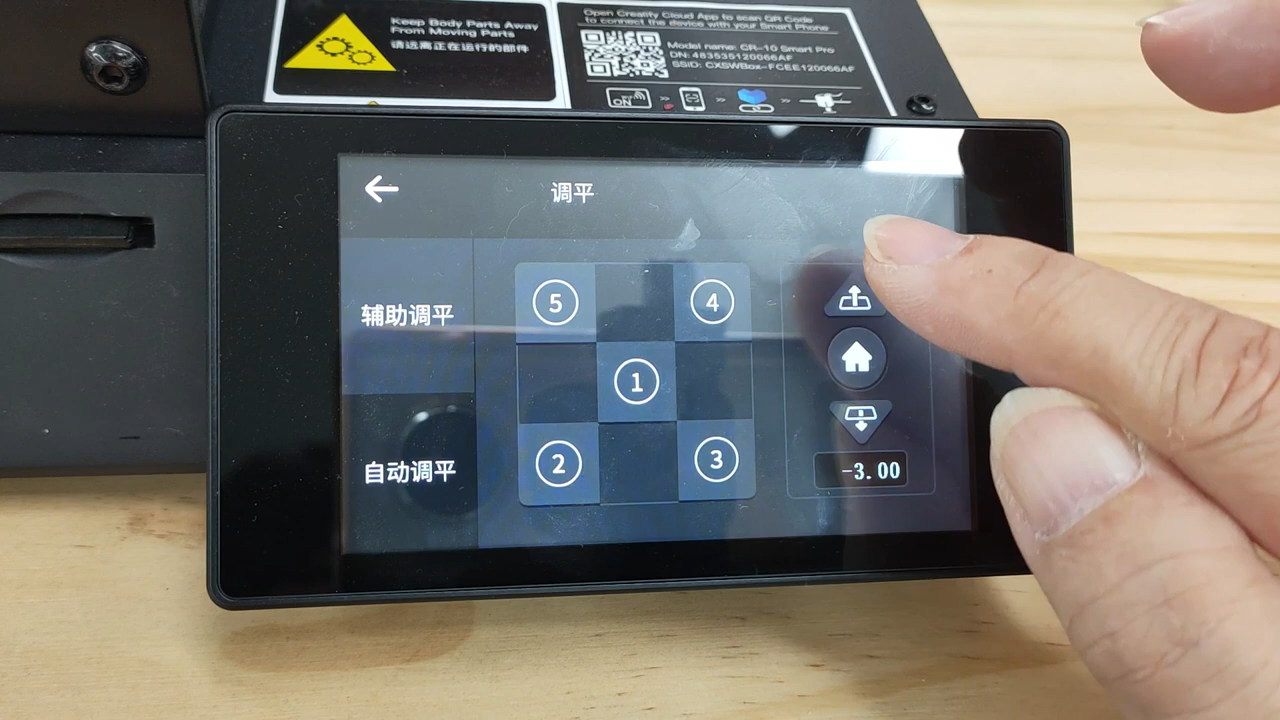 Keep Body Parts Away
From Moving Parts
请远离正在运行的部件
Open Creality Cloud App to scan QR Code
to connect the device with your Smart Phone
Model name: CR-10 Smart Pro
DN: 483535120066AF
SSID: CXSWBox-FCEE120066AF
ON
调平
辅助调平
自动调平
5
4
1
2
3
-3.00